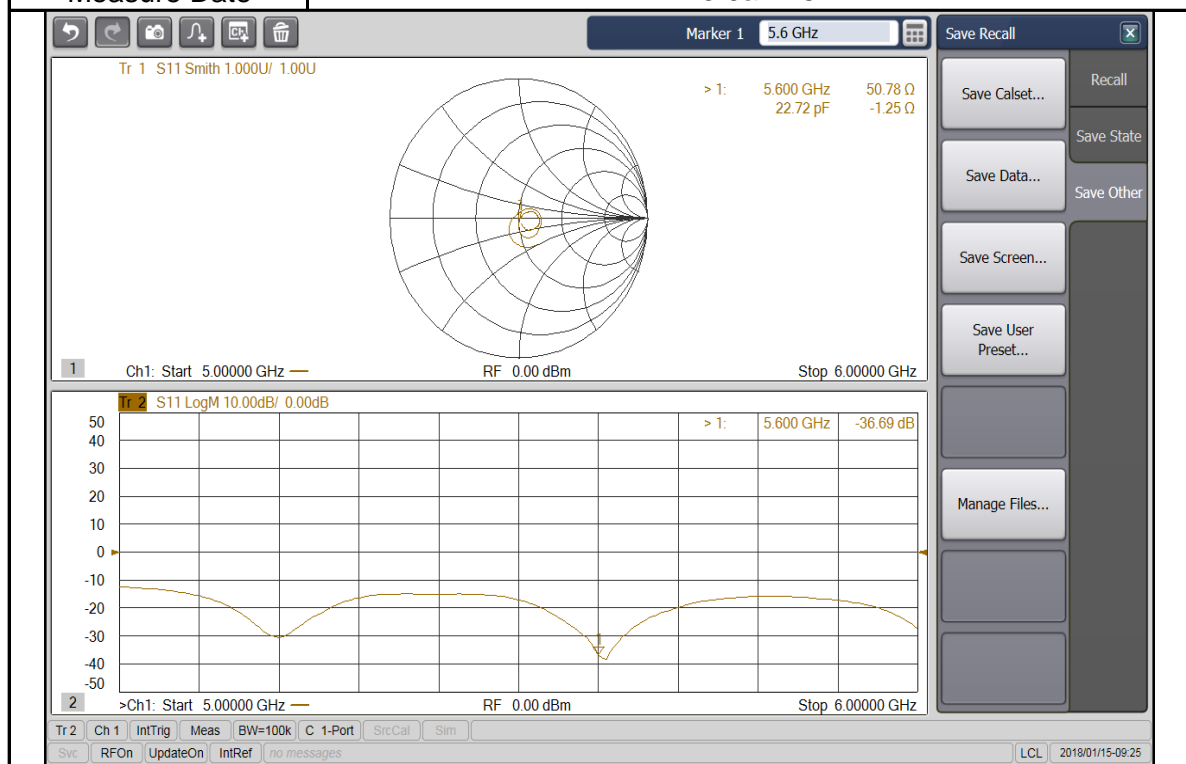 Measure Date
Marker 1 5.6 GHz
Save Recall
Tr 1 S11 Smith 1.000U/ 1.00U
> 1: 5.600 GHz 50.78 Ω
22.72 pF -1.25 Ω
1 Ch1: Start 5.00000 GHz — RF 0.00 dBm Stop 6.00000 GHz
Tr 2 S11 LogM 10.00dB/ 0.00dB
> 1: 5.600 GHz -36.69 dB
50
40
30
20
10
0
-10
-20
-30
-40
-50
1
2 >Ch1: Start 5.00000 GHz — RF 0.00 dBm Stop 6.00000 GHz
Save Calset...
Save Data...
Save Screen...
Save User
Preset...
Manage Files...
Recall
Save State
Save Other
Tr 2 Ch 1 IntTrig Meas BW=100k C 1-Port SrcCal Sim
Svc RFOn UpdateOn IntRef no messages LCL 2018/01/15-09:25